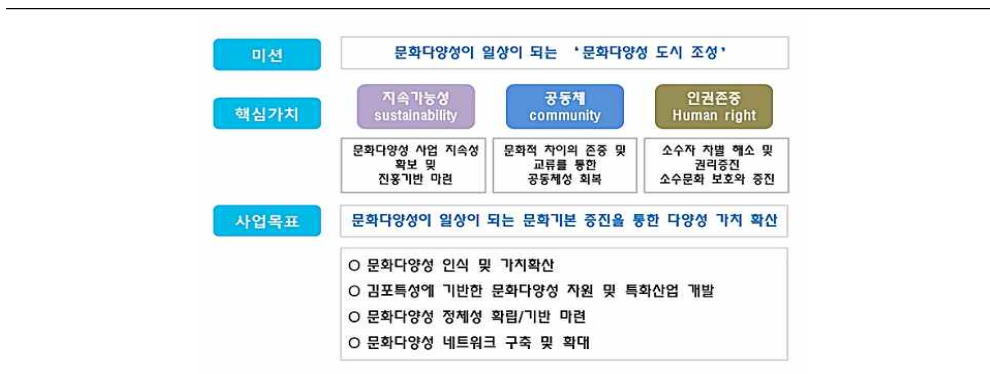 미션
문화다양성이 일상이 되는 ‘문화다양성 도시 조성’
핵심가치
지속가능성
sustainability
공동체
community
인권존중
Human right
문화다양성 사업 지속성
확보 및
진흥기반 마련
문화적 차이의 존중 및
교류를 통한
공동체성 회복
소수자 차별 해소 및
권리증진
소수문화 보호와 증진
사업목표
문화다양성이 일상이 되는 문화기본 증진을 통한 다양성 가치 확산
○ 문화다양성 인식 및 가치확산
○ 김포특성에 기반한 문화다양성 자원 및 특화산업 개발
○ 문화다양성 정체성 확립/기반 마련
○ 문화다양성 네트워크 구축 및 확대